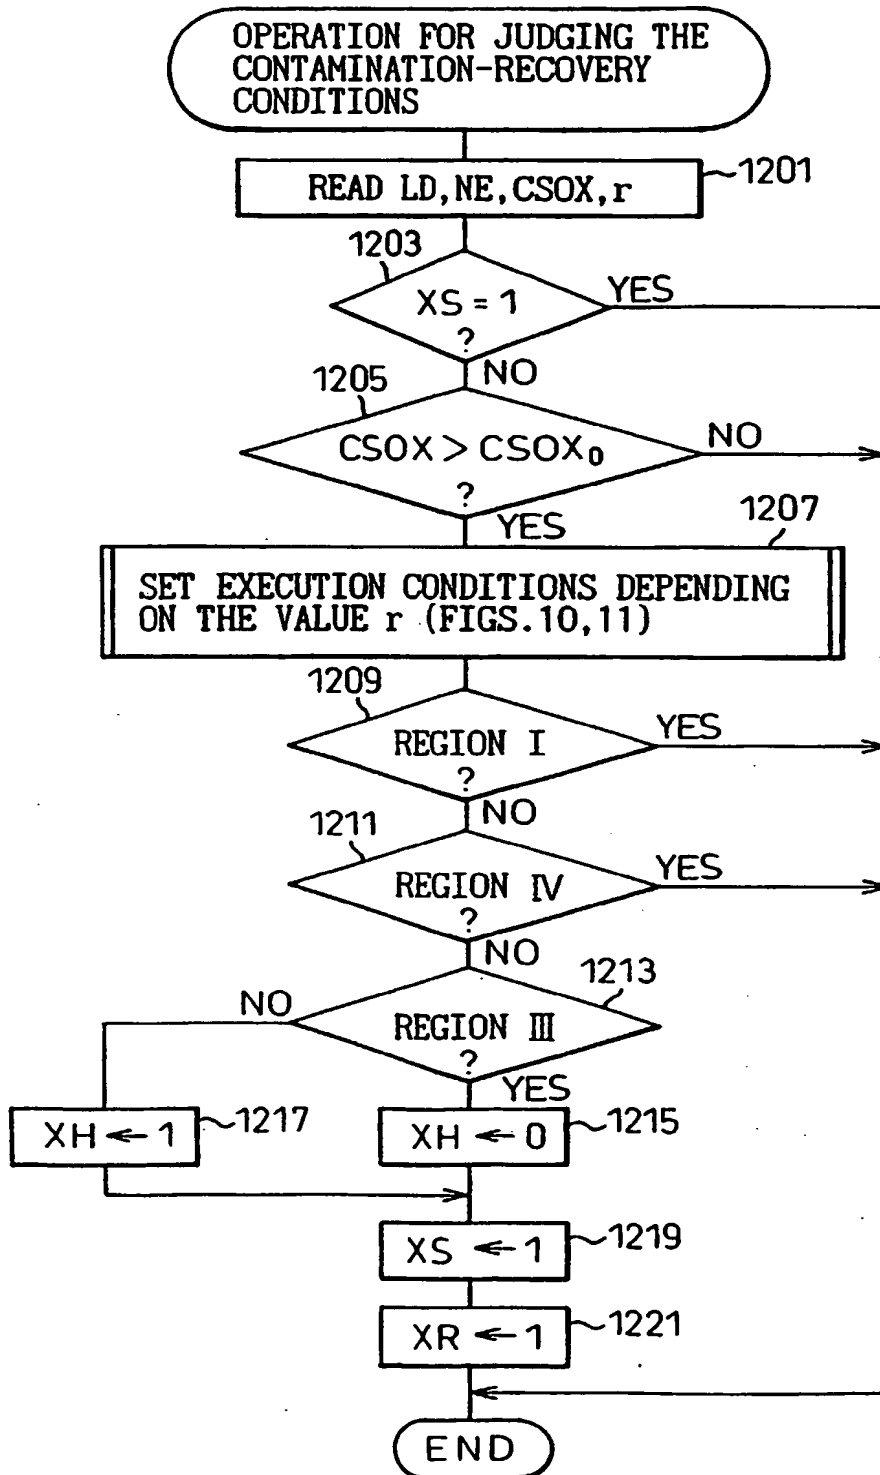 OPERATION FOR JUDGING THE
CONTAMINATION-RECOVERY
CONDITIONS
READ LD,NE,CSOX,r
1201
1203
XS = 1
?
YES
NO
1205
CSOX > CSOX₀
?
NO
YES
1207
SET EXECUTION CONDITIONS DEPENDING
ON THE VALUE r (FIGS.10,11)
1209
REGION I
?
YES
NO
1211
REGION IV
?
YES
NO
1213
REGION III
?
NO
YES
XH ← 1
1217
XH ← 0
1215
XS ← 1
1219
XR ← 1
1221
END